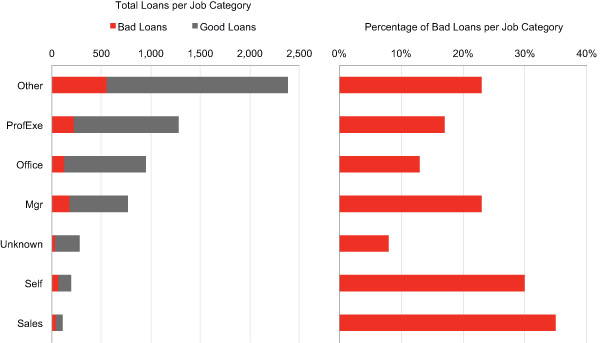 Total Loans per Job Category
Bad Loans Good Loans
0 500 1,000 1,500 2,000 2,500
Other
ProfExe
Office
Mgr
Unknown
Self
Sales
Percentage of Bad Loans per Job Category
0% 10% 20% 30% 40%